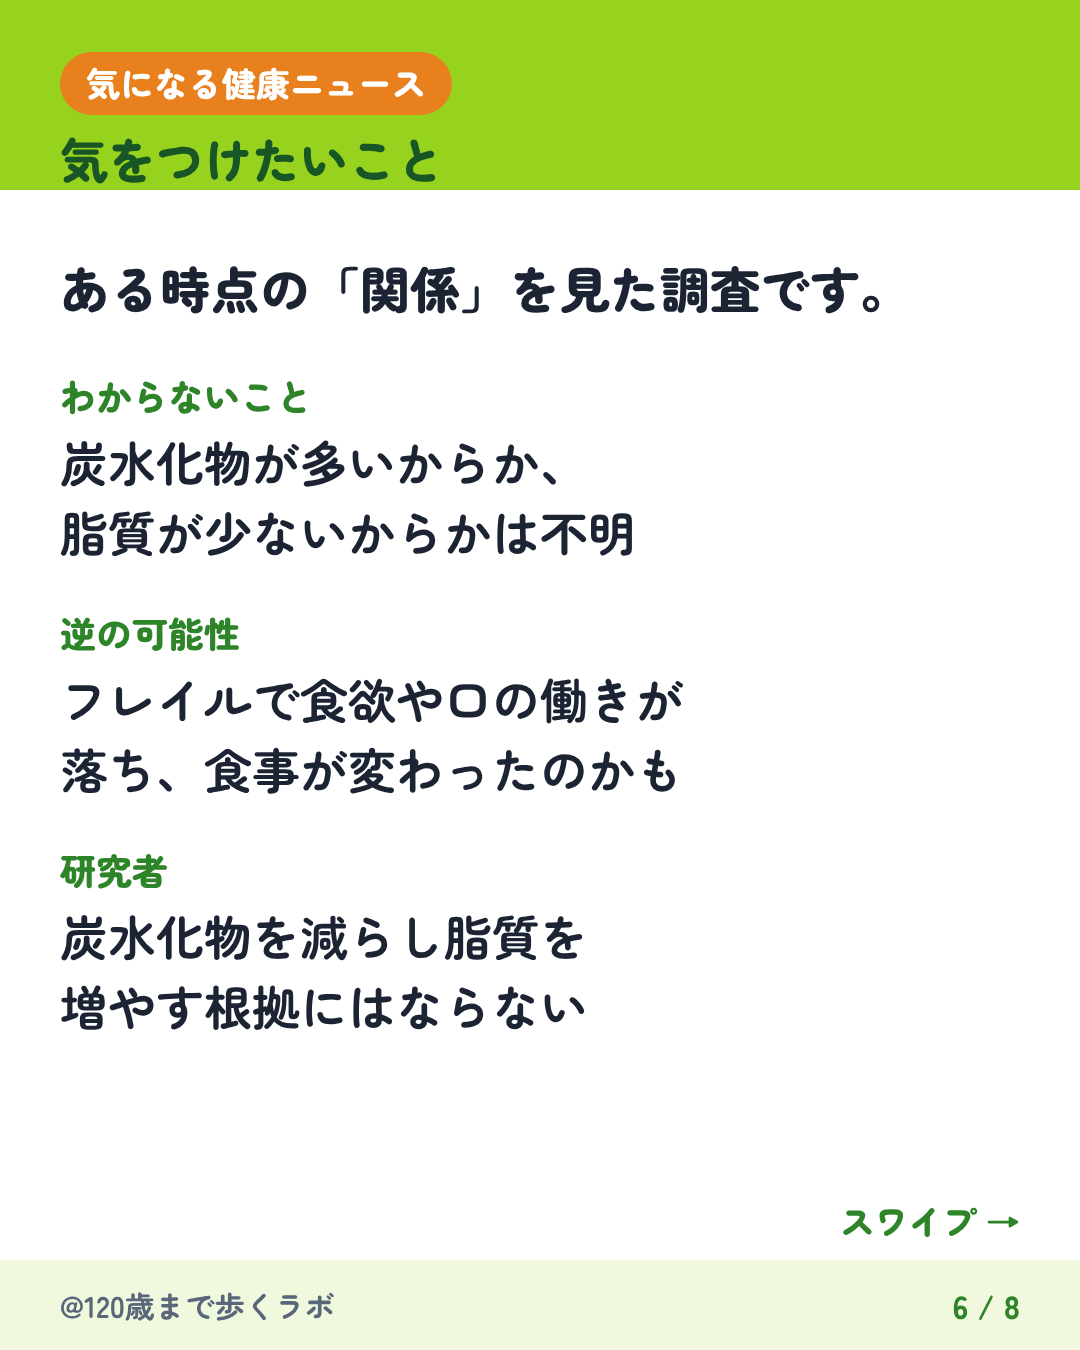 気になる健康ニュース
気をつけたいこと
ある時点の「関係」を見た調査です。
わからないこと
炭水化物が多いからか、
脂質が少ないからかは不明
逆の可能性
フレイルで食欲や口の働きが
落ち、食事が変わったのかも
研究者
炭水化物を減らし脂質を
増やす根拠にはならない
スワイプ →
@120歳まで歩くラボ
6 / 8